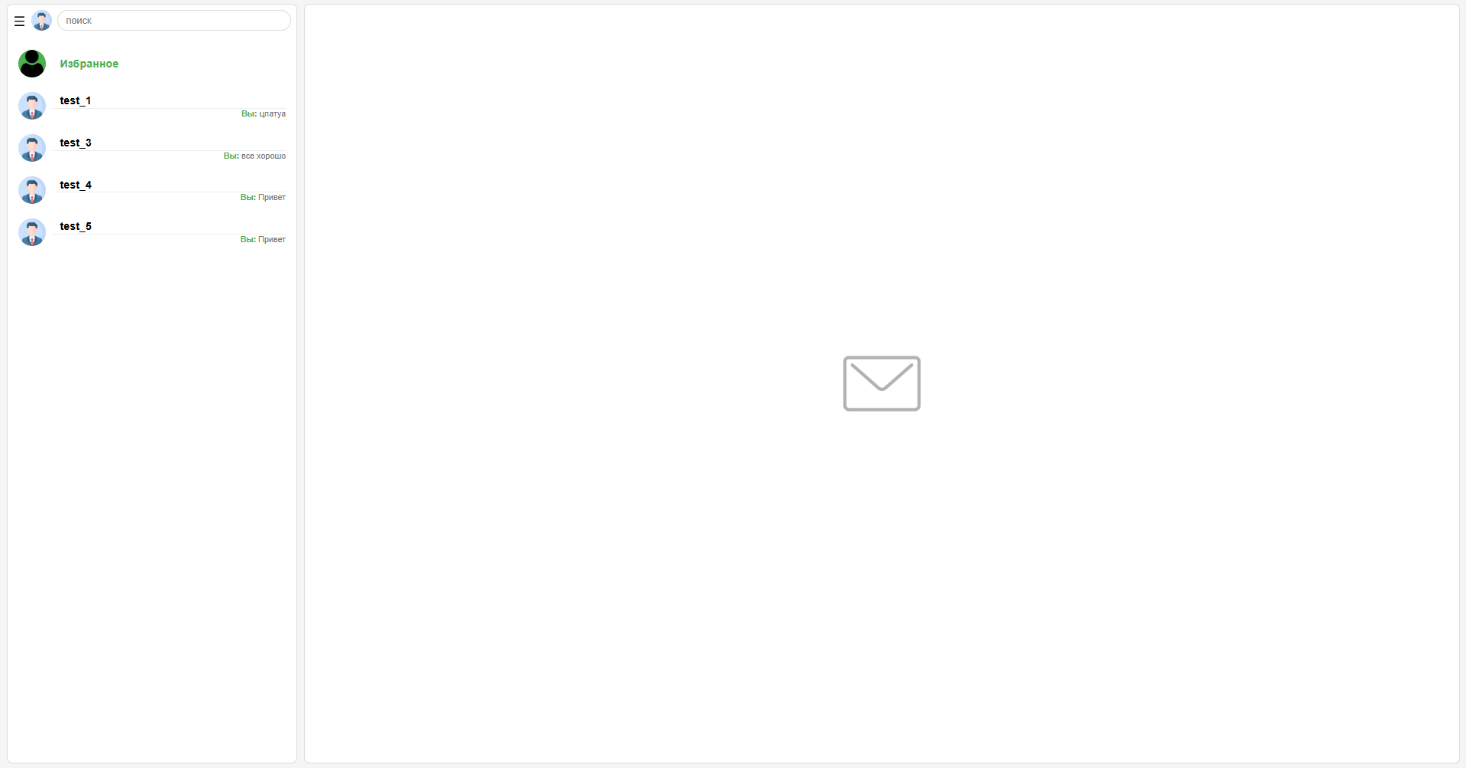 поиск
Избранное
test_1
Вы: цпатуа
test_3
Вы: все хорошо
test_4
Вы: Привет
test_5
Вы: Привет